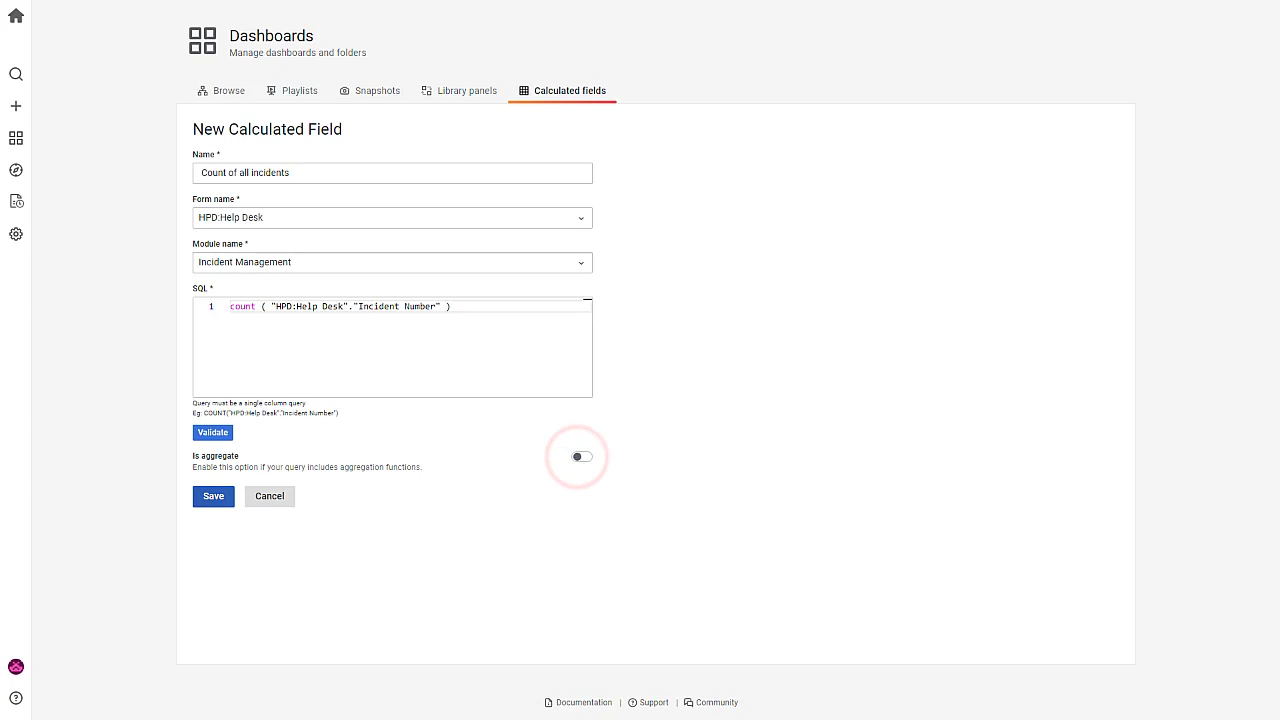 Dashboards
Manage dashboards and folders
Browse Playlists Snapshots Library panels Calculated fields
New Calculated Field
Name *
Count of all incidents
Form name *
HPD:Help Desk
Module name *
Incident Management
SQL *
1 count ( "HPD:Help Desk"."Incident Number" )
Query must be a single column query
Eg: COUNT("HPD:Help Desk"."Incident Number")
Validate
Is aggregate
Enable this option if your query includes aggregation functions.
Save Cancel
Documentation | Support | Community